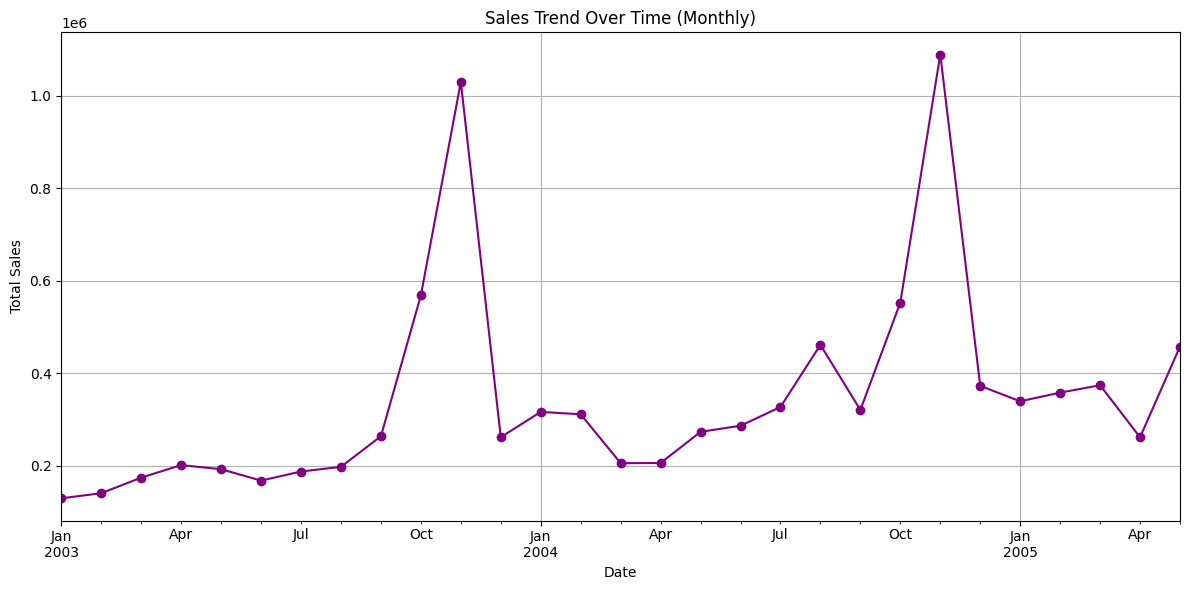 Sales Trend Over Time (Monthly)
1e6
1.0
0.8
0.6
0.4
0.2
Total Sales
Jan Apr Jul Oct Jan Apr Jul Oct Jan Apr
2003 2004 2005
Date